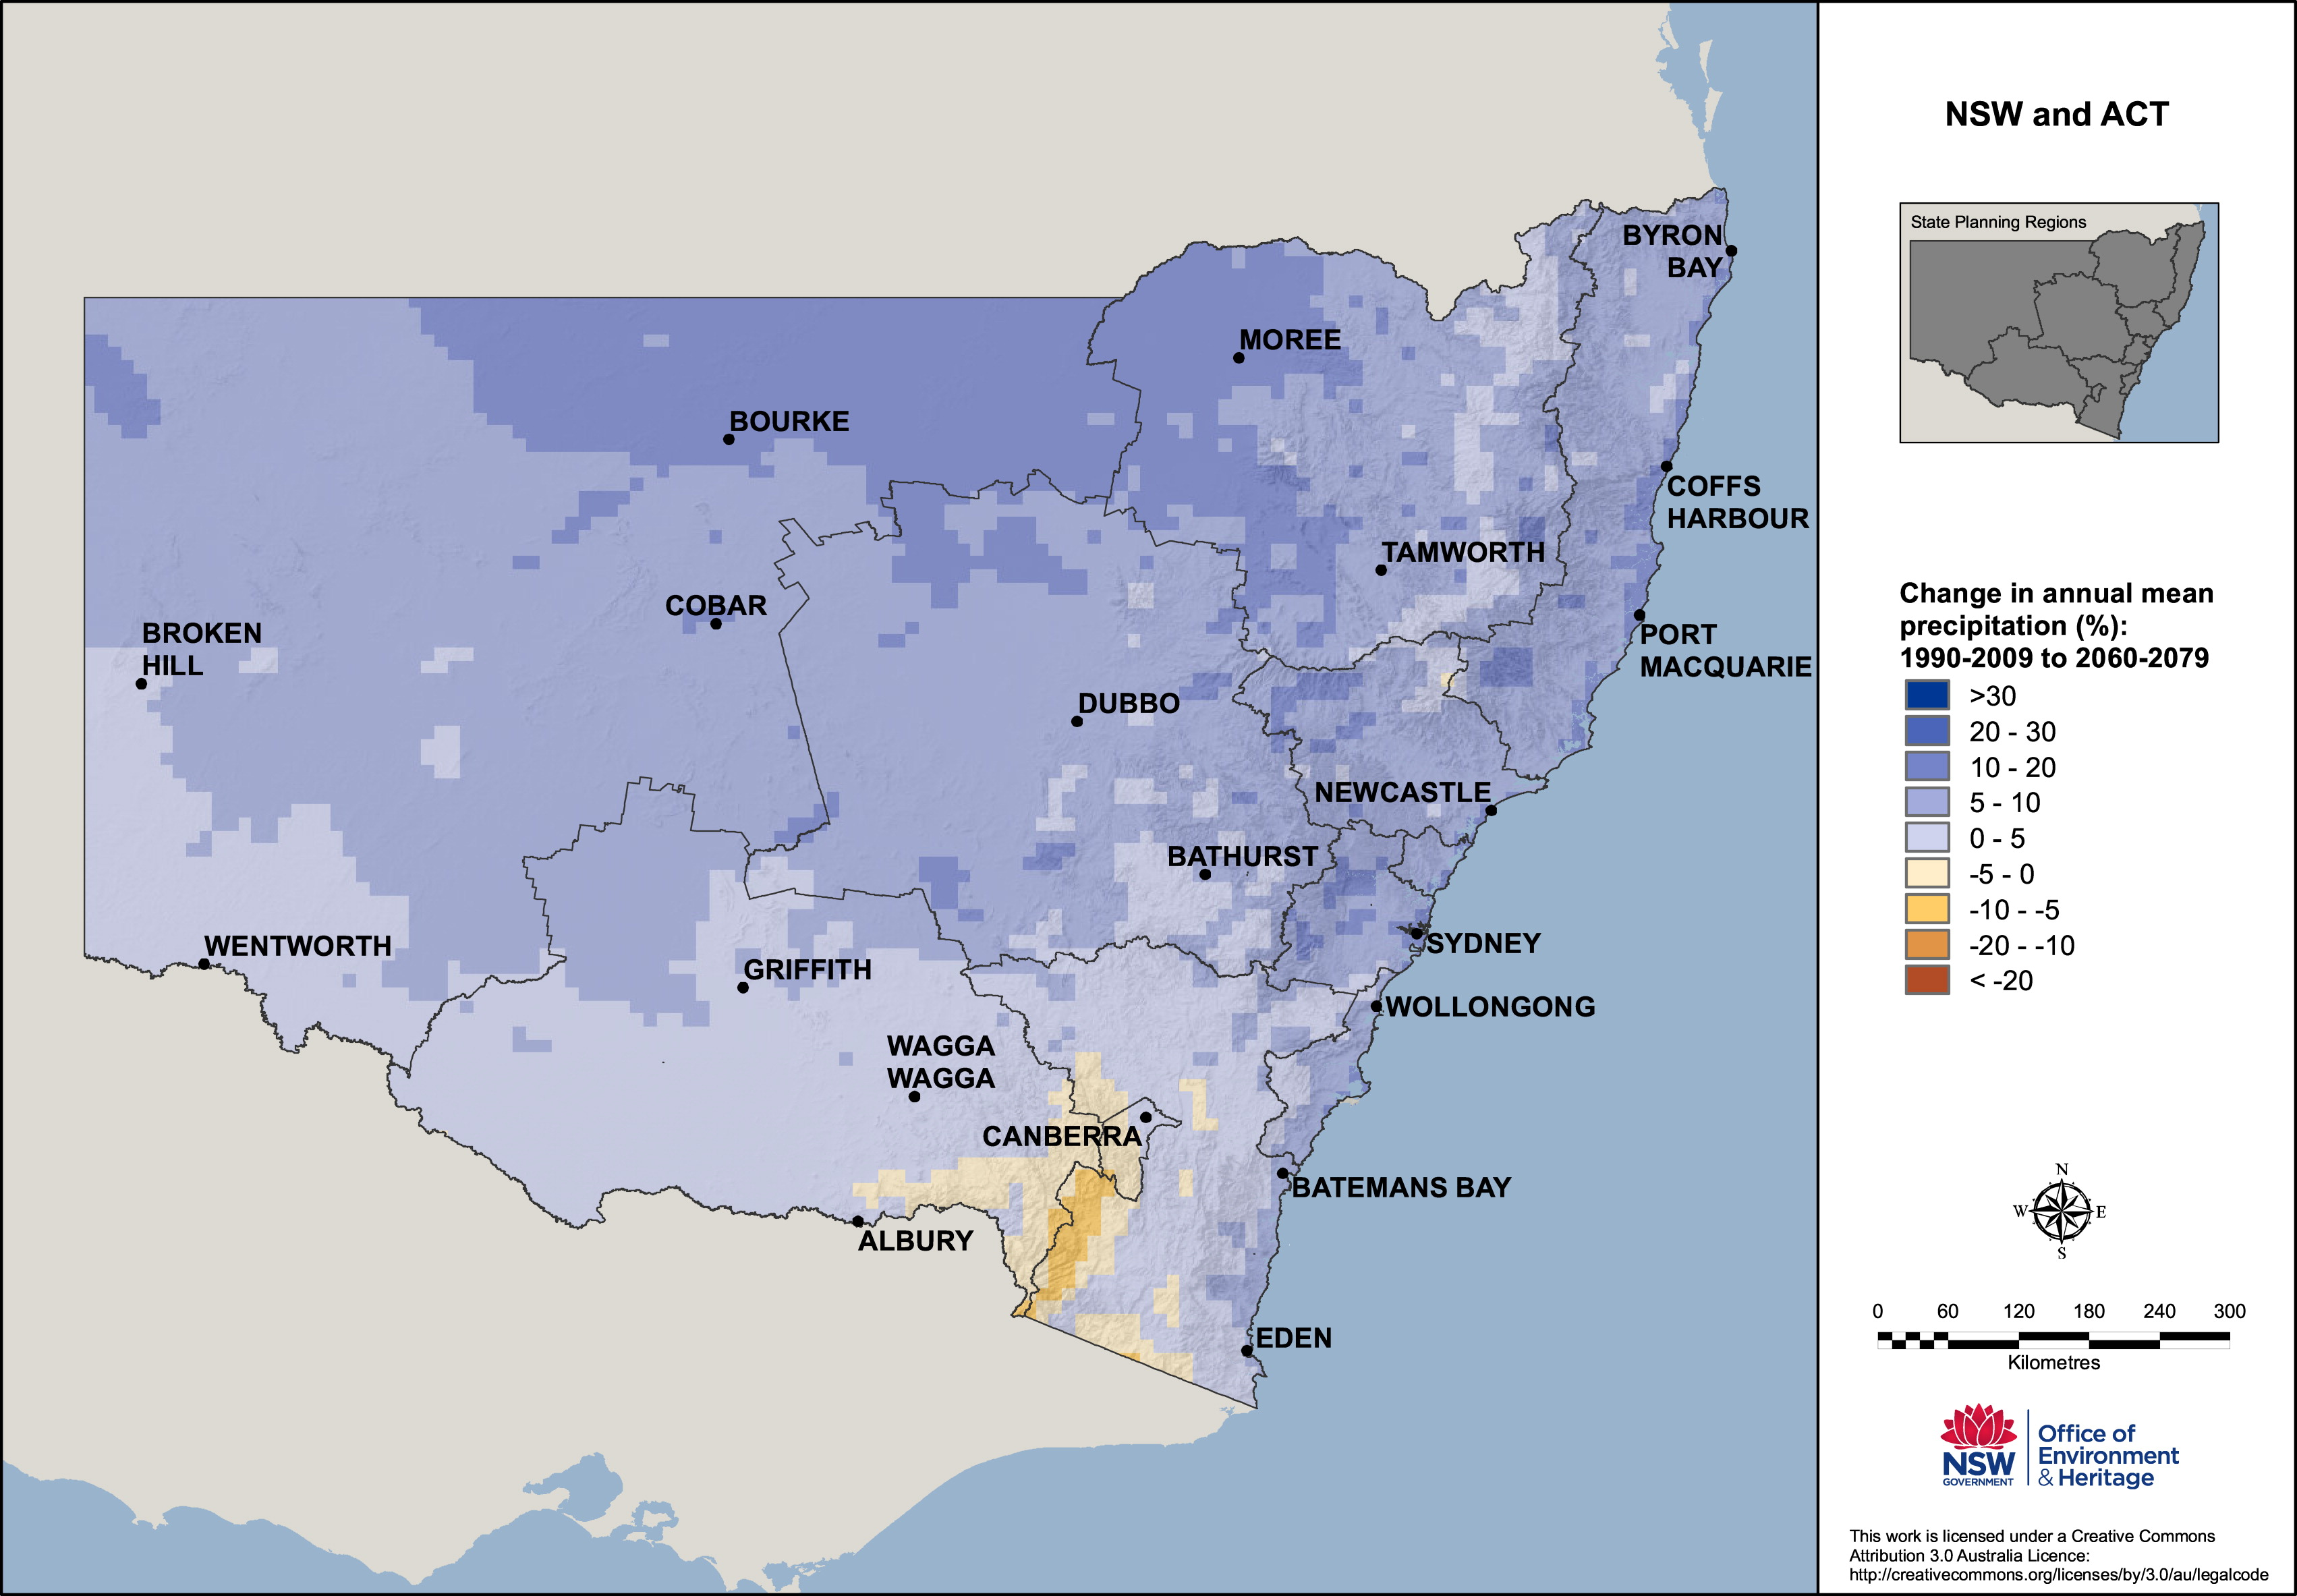 NSW and ACT
State Planning Regions
BYRON
BAY
MOREE
BOURKE
COFFS
HARBOUR
TAMWORTH
COBAR
BROKEN
HILL
PORT
MACQUARIE
DUBBO
NEWCASTLE
BATHURST
WENTWORTH
SYDNEY
GRIFFITH
WOLLONGONG
WAGGA
WAGGA
CANBERRA
BATEMANS BAY
ALBURY
EDEN
Change in annual mean
precipitation (%):
1990-2009 to 2060-2079
>30
20 - 30
10 - 20
5 - 10
0 - 5
-5 - 0
-10 - -5
-20 - -10
< -20
N
W E
S
0 60 120 180 240 300
Kilometres
NSW
GOVERNMENT
Office of
Environment
& Heritage
This work is licensed under a Creative Commons
Attribution 3.0 Australia Licence:
http://creativecommons.org/licenses/by/3.0/au/legalcode